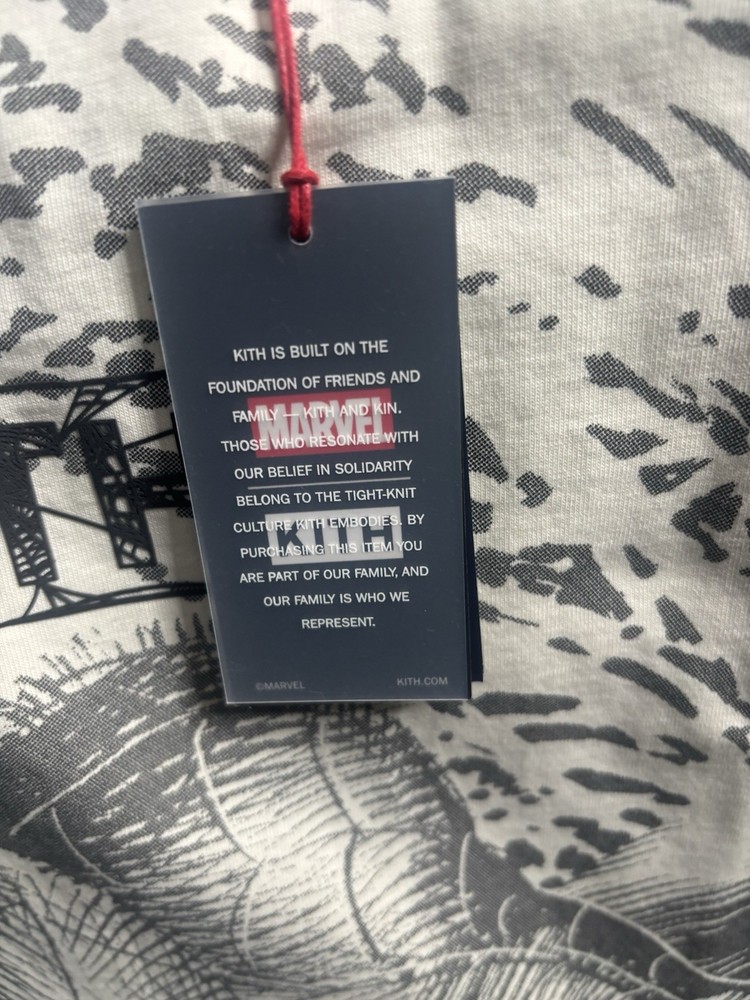 KITH IS BUILT ON THE
FOUNDATION OF FRIENDS AND
FAMILY — KITH AND KIN.
MARVEL
THOSE WHO RESONATE WITH
OUR BELIEF IN SOLIDARITY
BELONG TO THE TIGHT-KNIT
CULTURE KITH EMBODIES. BY
KITH
PURCHASING THIS ITEM YOU
ARE PART OF OUR FAMILY, AND
OUR FAMILY IS WHO WE
REPRESENT.
©MARVEL KITH.COM